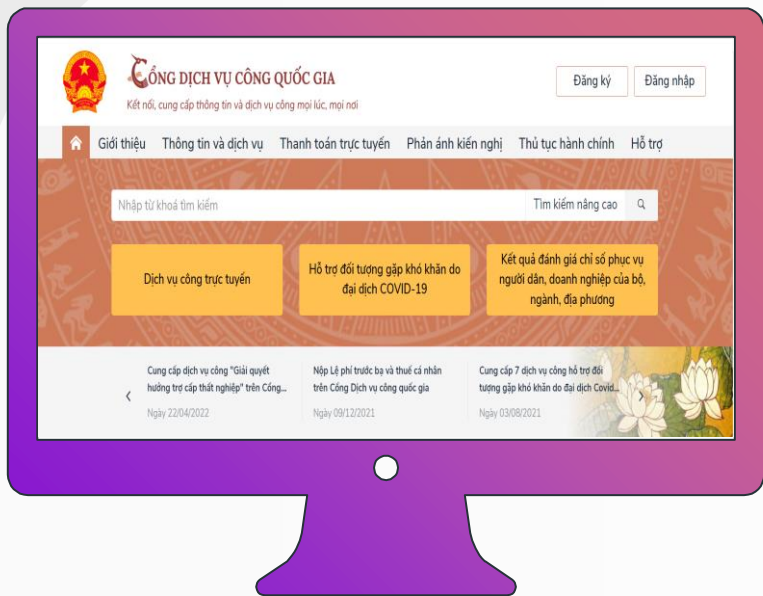 CỔNG DỊCH VỤ CÔNG QUỐC GIA
Kết nối, cung cấp thông tin và dịch vụ công mọi lúc, mọi nơi
Đăng ký
Đăng nhập
Giới thiệu
Thông tin và dịch vụ
Thanh toán trực tuyến
Phản ánh kiến nghị
Thủ tục hành chính
Hỗ trợ
Nhập từ khoá tìm kiếm
Tìm kiếm nâng cao
Dịch vụ công trực tuyến
Hỗ trợ đối tượng gặp khó khăn do
đại dịch COVID-19
Kết quả đánh giá chỉ số phục vụ
người dân, doanh nghiệp của bộ,
ngành, địa phương
Cung cấp dịch vụ công "Giải quyết
hưởng trợ cấp thất nghiệp" trên Cổng...
Ngày 22/04/2022
Nộp Lệ phí trước bạ và thuế cá nhân
trên Cổng Dịch vụ công quốc gia
Ngày 09/12/2021
Cung cấp 7 dịch vụ công hỗ trợ đối
tượng gặp khó khăn do đại dịch Covid...
Ngày 03/08/2021